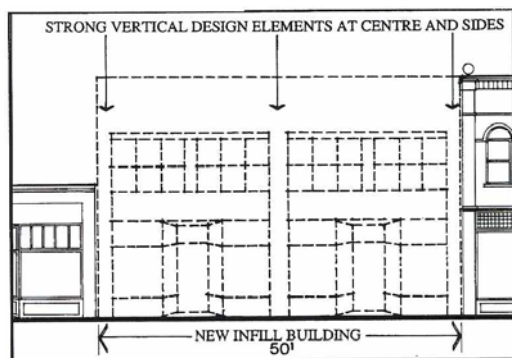 STRONG VERTICAL DESIGN ELEMENTS AT CENTRE AND SIDES
NEW INFILL BUILDING
50'